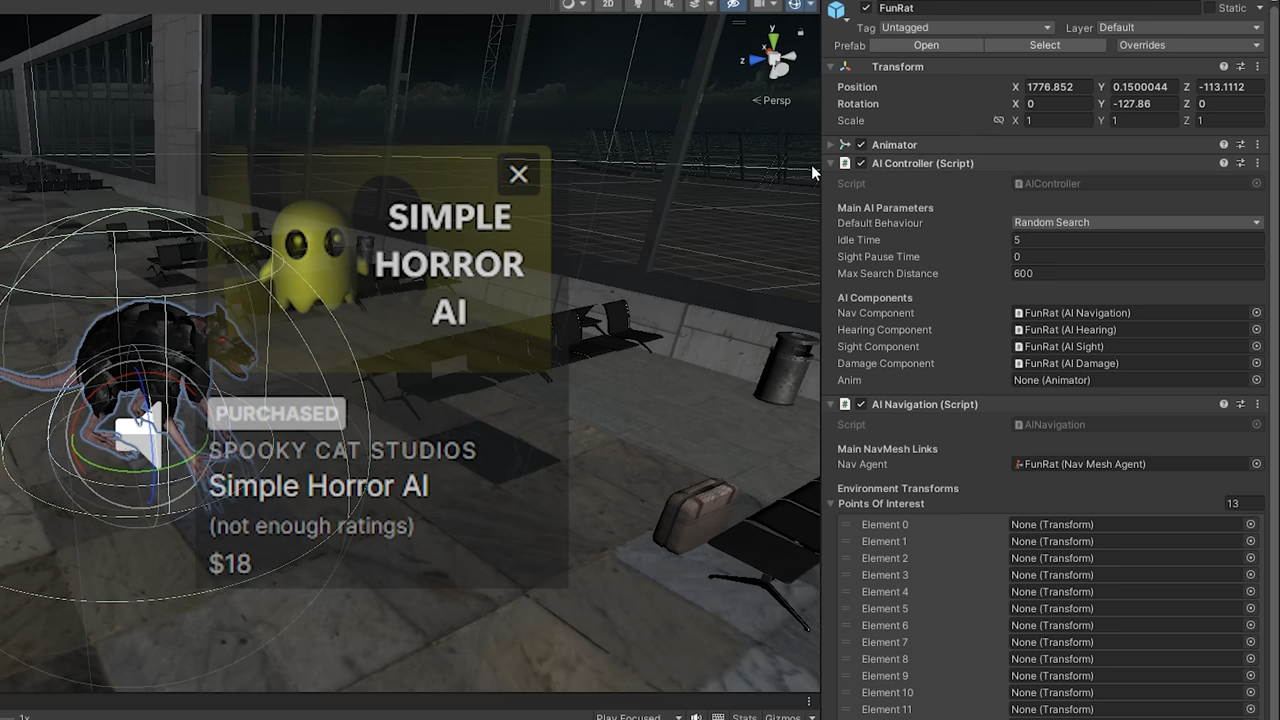 2D
y
x
z
< Persp
SIMPLE
HORROR
AI
PURCHASED
SPOOKY CAT STUDIOS
Simple Horror AI
(not enough ratings)
$18
1x
Play Focused
Stats
Gizmos
FunRat
Static
Tag Untagged Layer Default
Prefab Open Select Overrides
Transform
Position X 1776.852 Y 0.1500044 Z -113.1112
Rotation X 0 Y -127.86 Z 0
Scale X 1 Y 1 Z 1
Animator
AI Controller (Script)
Script AIController
Main AI Parameters
Default Behaviour Random Search
Idle Time 5
Sight Pause Time 0
Max Search Distance 600
AI Components
Nav Component FunRat (AI Navigation)
Hearing Component FunRat (AI Hearing)
Sight Component FunRat (AI Sight)
Damage Component FunRat (AI Damage)
Anim None (Animator)
AI Navigation (Script)
Script AINavigation
Main NavMesh Links
Nav Agent FunRat (Nav Mesh Agent)
Environment Transforms
Points Of Interest 13
Element 0 None (Transform)
Element 1 None (Transform)
Element 2 None (Transform)
Element 3 None (Transform)
Element 4 None (Transform)
Element 5 None (Transform)
Element 6 None (Transform)
Element 7 None (Transform)
Element 8 None (Transform)
Element 9 None (Transform)
Element 10 None (Transform)
Element 11 None (Transform)